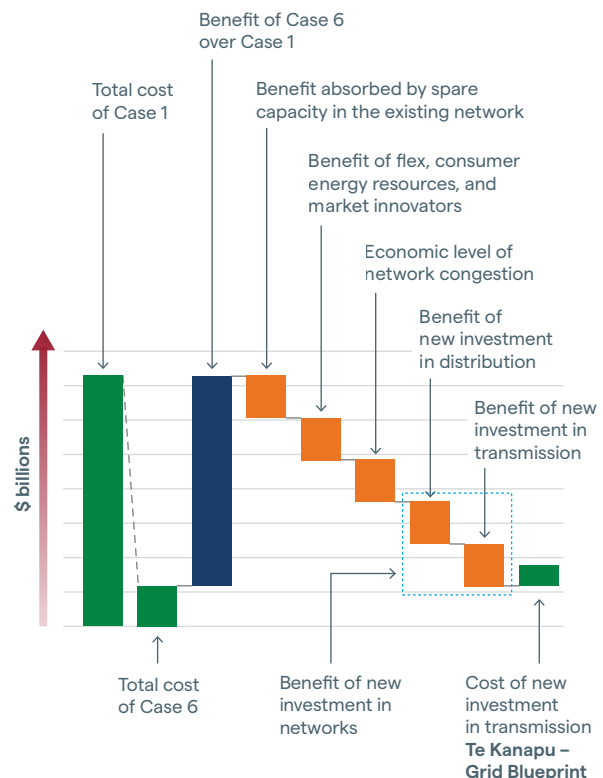 Benefit of Case 6
over Case 1
Total cost
of Case 1
Benefit absorbed by spare
capacity in the existing network
Benefit of flex, consumer
energy resources, and
market innovators
Economic level of
network congestion
Benefit of
new investment
in distribution
Benefit of new
investment in
transmission
$ billions
Total cost
of Case 6
Benefit of new
investment in
networks
Cost of new
investment
in transmission
Te Kanapu –
Grid Blueprint